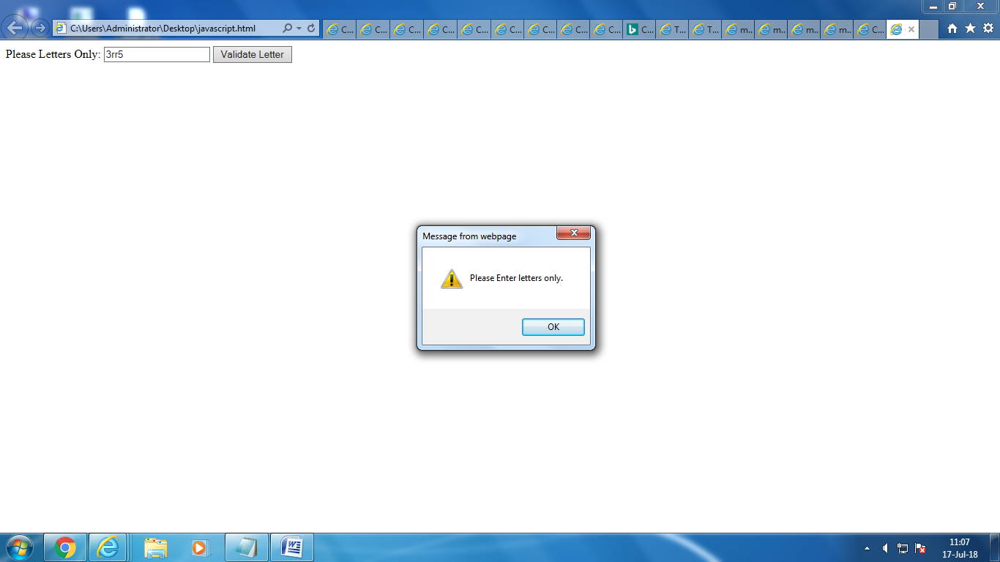 C:\Users\Administrator\Desktop\javascript.html
C... C... C... C... C... C... C... C... C... C... T... T... m... m... m... m... C...
Please Letters Only: 3rr5 Validate Letter
Message from webpage
Please Enter letters only.
OK
11:07
17-Jul-18